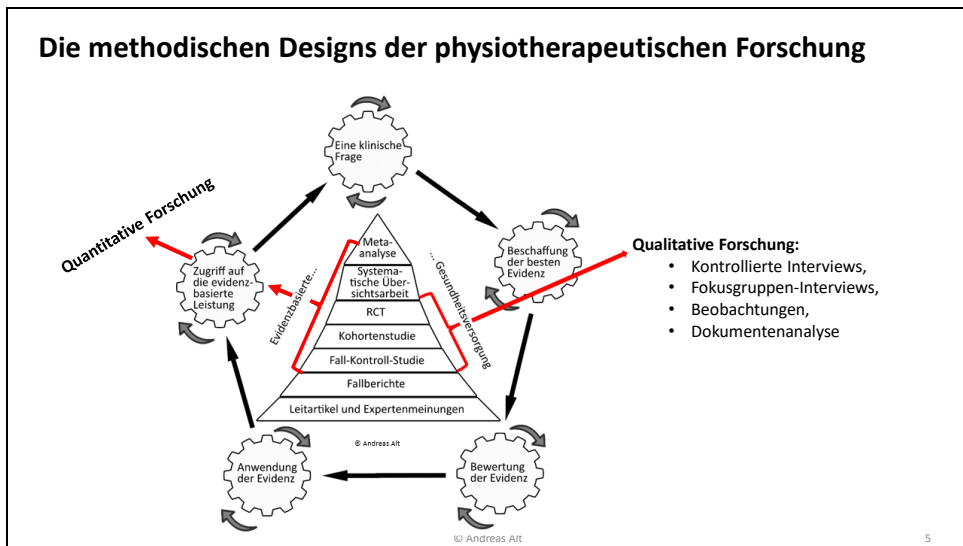 Die methodischen Designs der physiotherapeutischen Forschung
Eine klinische
Frage
Quantitative Forschung
Zugriff auf
die evidenz-
basierte
Leistung
Beschaffung
der besten
Evidenz
Evidenzbasierte...
... Gesundheitsversorgung
Meta-
analyse
Systema-
tische Über-
sichtsarbeit
RCT
Kohortenstudie
Fall-Kontroll-Studie
Fallberichte
Leitartikel und Expertenmeinungen
© Andreas Alt
Qualitative Forschung:
• Kontrollierte Interviews,
• Fokusgruppen-Interviews,
• Beobachtungen,
• Dokumentenanalyse
Anwendung
der Evidenz
Bewertung
der Evidenz
© Andreas Alt
5